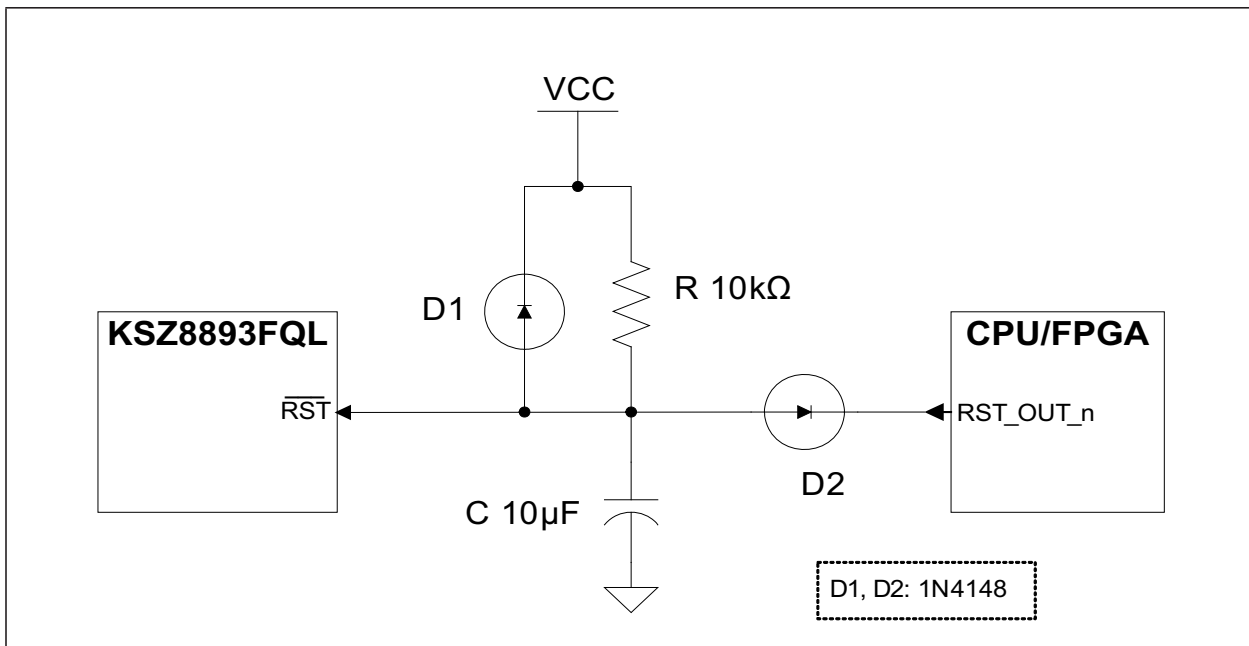 VCC
D1
R 10kΩ
KSZ8893FQL
CPU/FPGA
RST
RST_OUT_n
D2
C 10µF
D1, D2: 1N4148